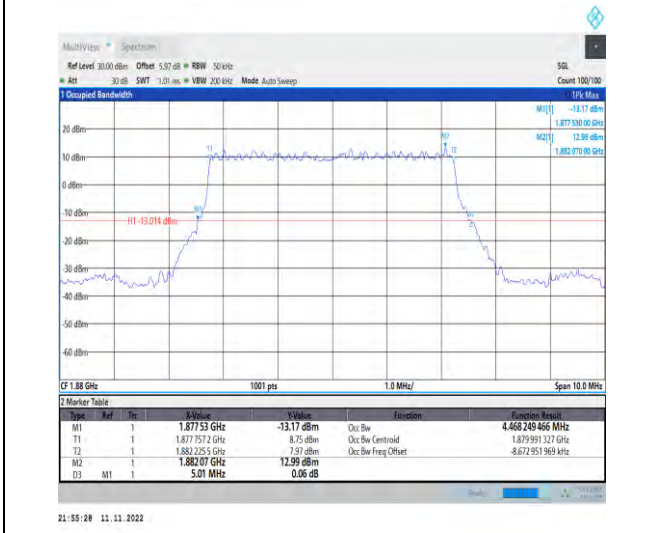 MultiView Spectrum
Ref Level 30.00 dBm Offset 5.97 dB RBW 50 kHz SGL
Att 30 dB SWT 1.01 ms VBW 200 kHz Mode Auto Sweep Count 100/100
1 Occupied Bandwidth 1Pk Max
M1[1] -13.17 dBm
1.877 530 00 GHz
M2[1] 12.99 dBm
1.882 070 00 GHz
20 dBm
M2
T1 T2
10 dBm
0 dBm
-10 dBm
M1
H1 -13.014 dBm
-20 dBm
-30 dBm
-40 dBm
-50 dBm
-60 dBm
CF 1.88 GHz 1001 pts 1.0 MHz/ Span 10.0 MHz
2 Marker Table
Type Ref Trc X-Value Y-Value Function Function Result
M1 1 1.87753 GHz -13.17 dBm Occ Bw 4.468 249 466 MHz
T1 1 1.877 757 2 GHz 8.75 dBm Occ Bw Centroid 1.879 991 327 GHz
T2 1 1.882 225 5 GHz 7.97 dBm Occ Bw Freq Offset -8.672 951 969 kHz
M2 1 1.88207 GHz 12.99 dBm
D3 M1 1 5.01 MHz 0.06 dB
21:55:28 11.11.2022